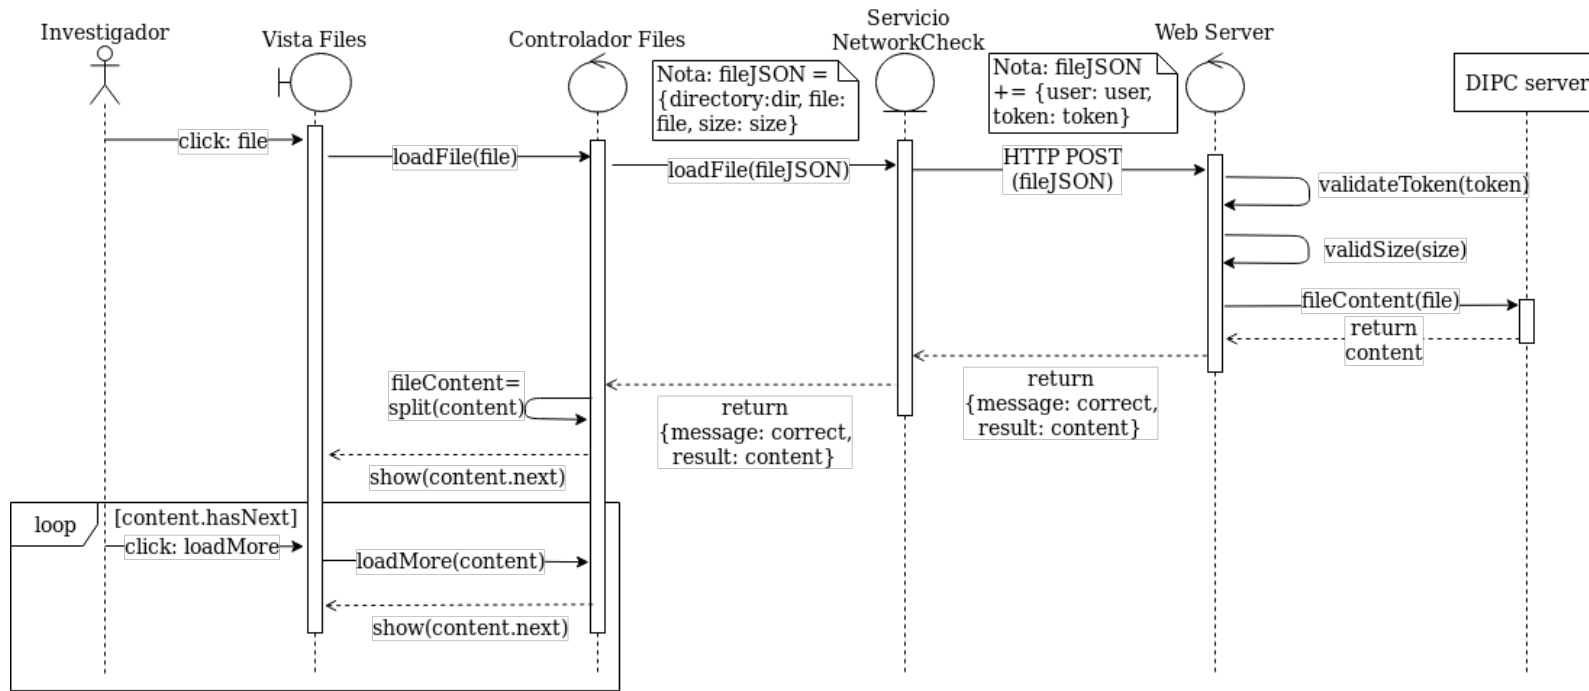 Investigador
Vista Files
Controlador Files
Servicio
NetworkCheck
Web Server
DIPC server
Nota: fileJSON =
{directory:dir, file:
file, size: size}
Nota: fileJSON
+= {user: user,
token: token}
click: file
loadFile(file)
loadFile(fileJSON)
HTTP POST
(fileJSON)
validateToken(token)
validSize(size)
fileContent(file)
return
content
return
{message: correct,
result: content}
return
{message: correct,
result: content}
fileContent=
split(content)
show(content.next)
loop
[content.hasNext]
click: loadMore
loadMore(content)
show(content.next)